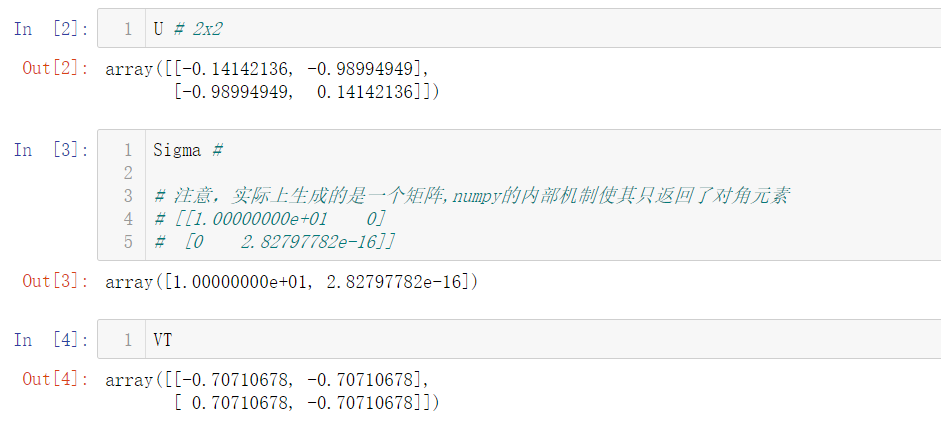 In [2]: 1 U # 2x2
Out[2]: array([[-0.14142136, -0.98994949],
[-0.98994949, 0.14142136]])
In [3]: 1 Sigma #
2
3 # 注意，实际上生成的是一个矩阵,numpy的内部机制使其只返回了对角元素
4 # [[1.00000000e+01 0]
5 # [0 2.82797782e-16]]
Out[3]: array([1.00000000e+01, 2.82797782e-16])
In [4]: 1 VT
Out[4]: array([[-0.70710678, -0.70710678],
[ 0.70710678, -0.70710678]])